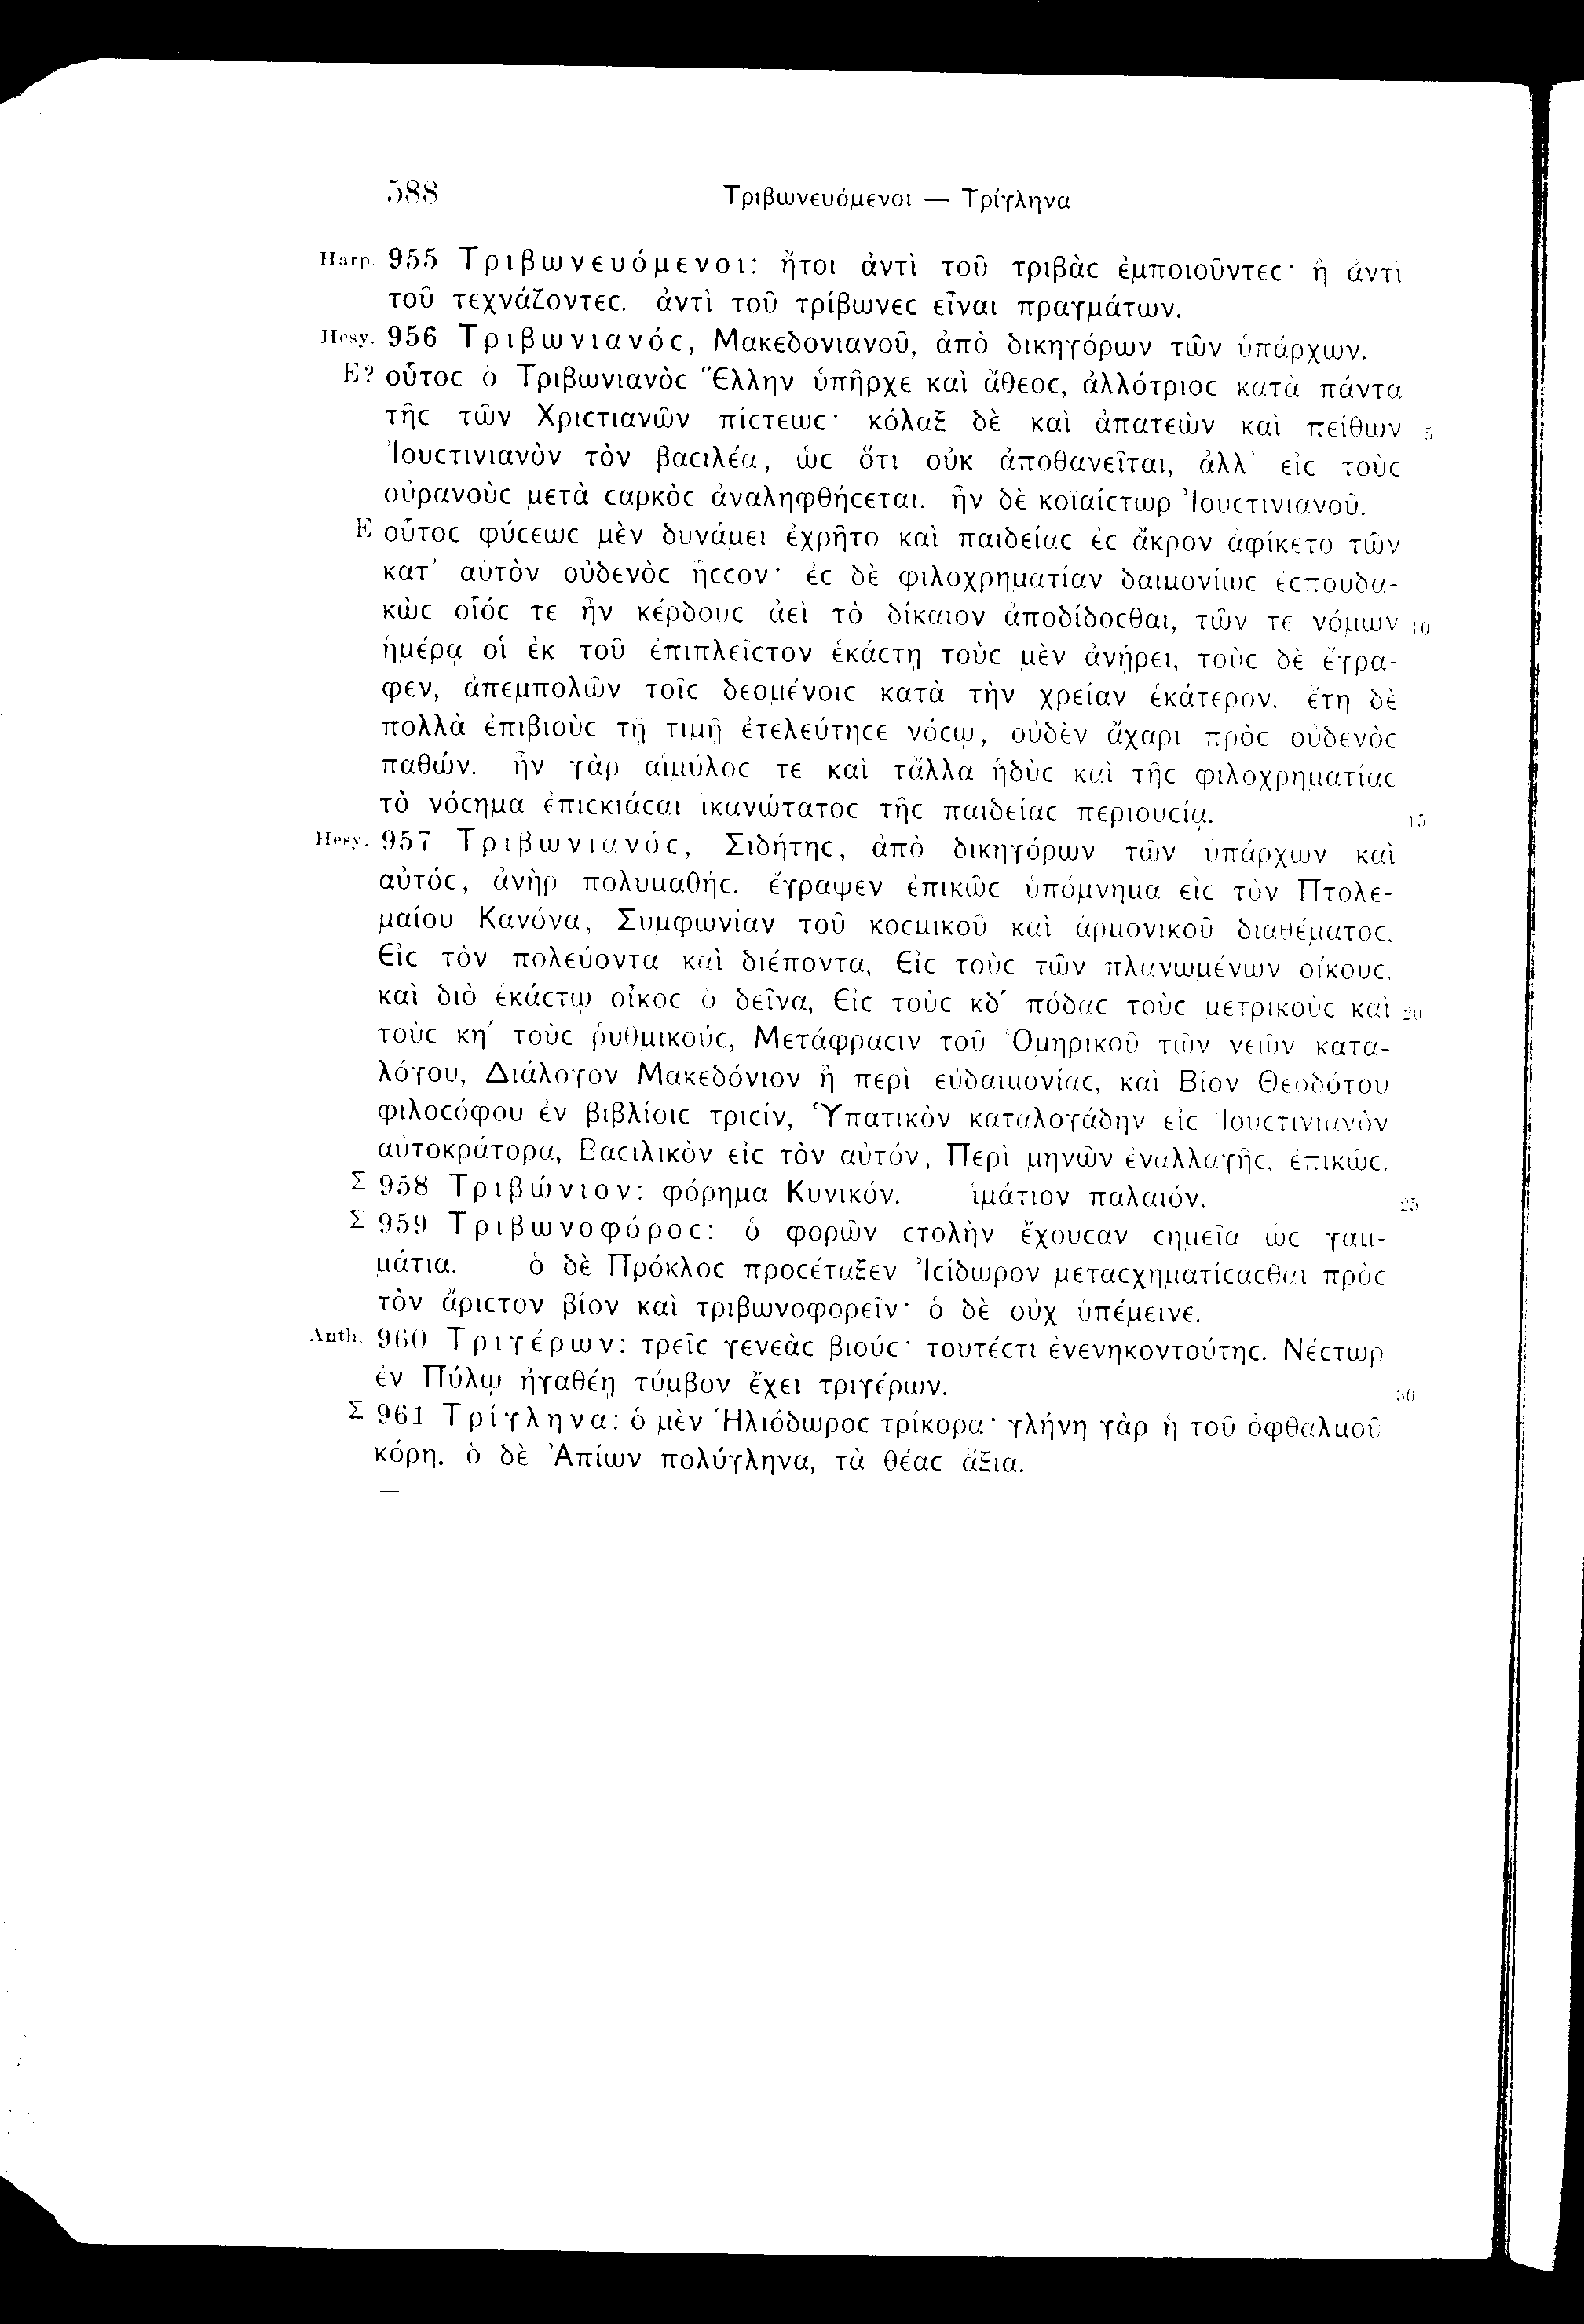 588 Τριβωνευόμενοι — Τρίγληνα
Harp. 955 Τριβωνευόμενοι: ἤτοι ἀντὶ τοῦ τριβὰϲ ἐμποιοῦντεϲ· ἢ ἀντὶ
τοῦ τεχνάζοντεϲ. ἀντὶ τοῦ τρίβωνεϲ εἶναι πραγμάτων.
Hesy. 956 Τριβωνιανόϲ, Μακεδονιανοῦ, ἀπὸ δικηγόρων τῶν ὑπάρχων.
E? οὗτοϲ ὁ Τριβωνιανὸϲ Ἕλλην ὑπῆρχε καὶ ἄθεοϲ, ἀλλότριοϲ κατὰ πάντα
τῆϲ τῶν Χριϲτιανῶν πίϲτεωϲ· κόλαξ δὲ καὶ ἀπατεὼν καὶ πείθων 5
Ἰουϲτινιανὸν τὸν βαϲιλέα, ὡϲ ὅτι οὐκ ἀποθανεῖται, ἀλλ' εἰϲ τοὺϲ
οὐρανοὺϲ μετὰ ϲαρκὸϲ ἀναληφθήϲεται. ἦν δὲ κοϊαίϲτωρ Ἰουϲτινιανοῦ.
E οὗτοϲ φύϲεωϲ μὲν δυνάμει ἐχρῆτο καὶ παιδείαϲ ἐϲ ἄκρον ἀφίκετο τῶν
κατ' αὐτὸν οὐδενὸϲ ἧϲϲον· ἐϲ δὲ φιλοχρηματίαν δαιμονίωϲ ἐϲπουδα-
κὼϲ οἷόϲ τε ἦν κέρδουϲ ἀεὶ τὸ δίκαιον ἀποδίδοϲθαι, τῶν τε νόμων 10
ἡμέρᾳ οἱ ἐκ τοῦ ἐπιπλεῖϲτον ἑκάϲτῃ τοὺϲ μὲν ἀνῄρει, τοὺϲ δὲ ἔγρα-
φεν, ἀπεμπολῶν τοῖϲ δεομένοιϲ κατὰ τὴν χρείαν ἑκάτερον. ἔτη δὲ
πολλὰ ἐπιβιοὺϲ τῇ τιμῇ ἐτελεύτηϲε νόϲῳ, οὐδὲν ἄχαρι πρὸϲ οὐδενὸϲ
παθών. ἦν γὰρ αἱμύλοϲ τε καὶ τἄλλα ἡδὺϲ καὶ τῆϲ φιλοχρηματίαϲ
τὸ νόϲημα ἐπιϲκιάϲαι ἱκανώτατοϲ τῆϲ παιδείαϲ περιουϲίᾳ. 15
Hesy. 957 Τριβωνιανόϲ, Σιδήτηϲ, ἀπὸ δικηγόρων τῶν ὑπάρχων καὶ
αὐτόϲ, ἀνὴρ πολυμαθήϲ. ἔγραψεν ἐπικῶϲ ὑπόμνημα εἰϲ τὸν Πτολε-
μαίου Κανόνα, Συμφωνίαν τοῦ κοϲμικοῦ καὶ ἁρμονικοῦ διαθέματοϲ,
Εἰϲ τὸν πολεύοντα καὶ διέποντα, Εἰϲ τοὺϲ τῶν πλανωμένων οἴκουϲ,
καὶ διὸ ἑκάϲτῳ οἶκοϲ ὁ δεῖνα, Εἰϲ τοὺϲ κδ΄ πόδαϲ τοὺϲ μετρικοὺϲ καὶ 20
τοὺϲ κη΄ τοὺϲ ῥυθμικούϲ, Μετάφραϲιν τοῦ Ὁμηρικοῦ τῶν νεῶν κατα-
λόγου, Διάλογον Μακεδόνιον ἢ περὶ εὐδαιμονίαϲ, καὶ Βίον Θεοδότου
φιλοϲόφου ἐν βιβλίοιϲ τριϲίν, Ὑπατικὸν καταλογάδην εἰϲ Ἰουϲτινιανὸν
αὐτοκράτορα, Βαϲιλικὸν εἰϲ τὸν αὐτόν, Περὶ μηνῶν ἐναλλαγῆϲ, ἐπικῶϲ.
Σ 958 Τριβώνιον: φόρημα Κυνικόν. ἱμάτιον παλαιόν. 25
Σ 959 Τριβωνοφόροϲ: ὁ φορῶν ϲτολὴν ἔχουϲαν ϲημεῖα ὡϲ γαμ-
μάτια. ὁ δὲ Πρόκλοϲ προϲέταξεν Ἰϲίδωρον μεταϲχηματίϲαϲθαι πρὸϲ
τὸν ἄριϲτον βίον καὶ τριβωνοφορεῖν· ὁ δὲ οὐχ ὑπέμεινε.
Anth. 960 Τριγέρων: τρεῖϲ γενεὰϲ βιούϲ· τουτέϲτι ἐνενηκοντούτηϲ. Νέϲτωρ
ἐν Πύλῳ ἠγαθέῃ τύμβον ἔχει τριγέρων. 30
Σ 961 Τρίγληνα: ὁ μὲν Ἡλιόδωροϲ τρίκορα· γλήνη γὰρ ἡ τοῦ ὀφθαλμοῦ
κόρη. ὁ δὲ Ἀπίων πολύγληνα, τὰ θέαϲ ἄξια.